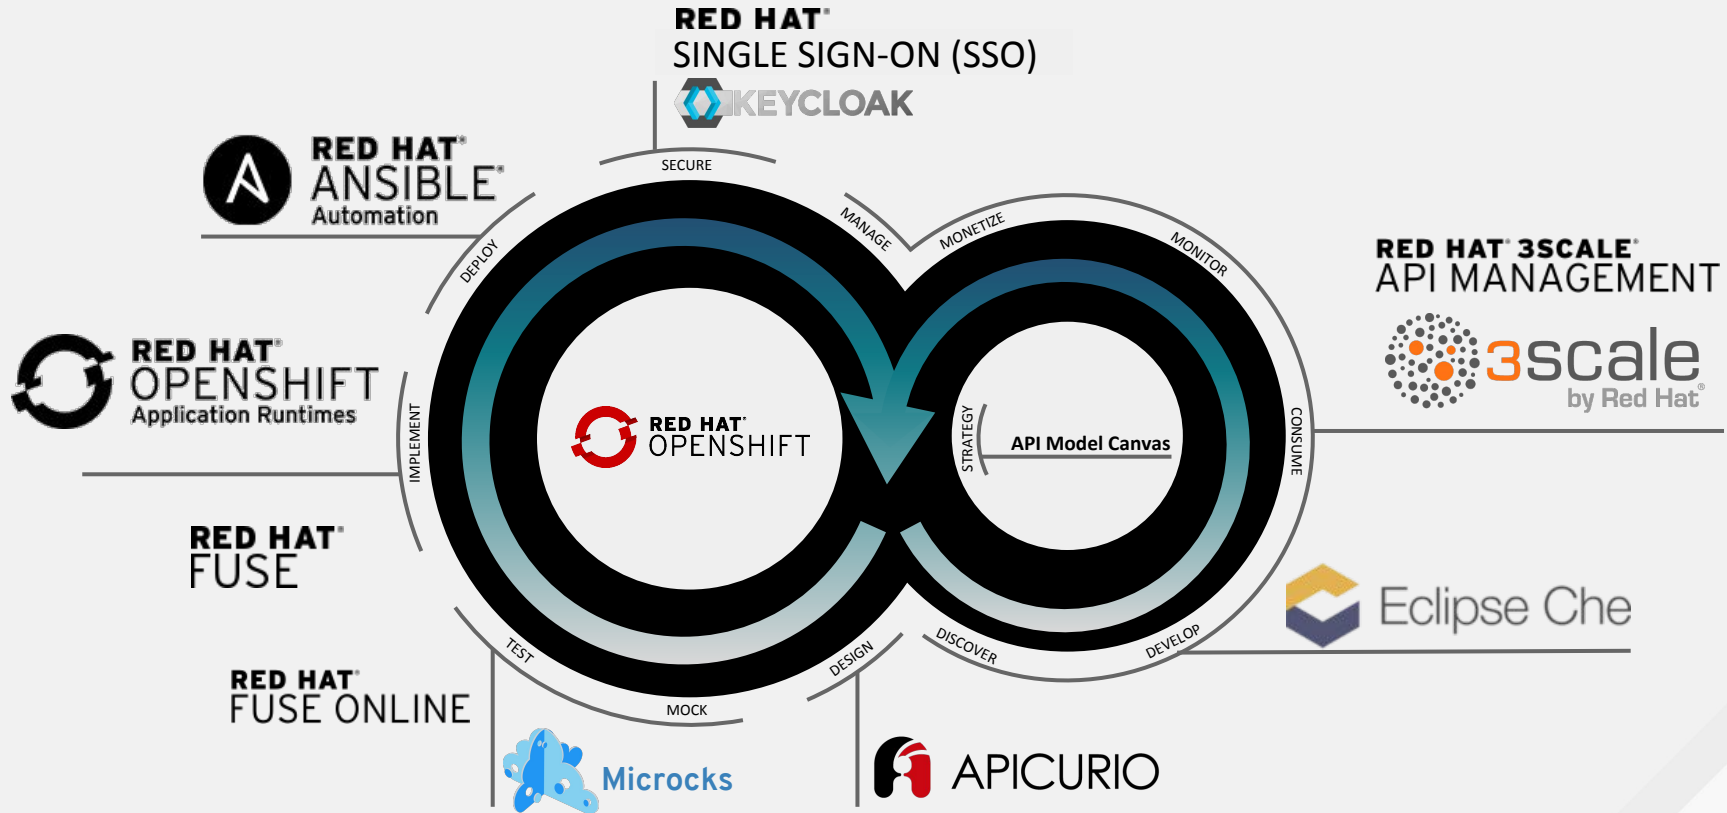 RED HAT®
SINGLE SIGN-ON (SSO)
KEYCLOAK
RED HAT®
ANSIBLE®
Automation
SECURE
MANAGE
MONETIZE
MONITOR
DEPLOY
RED HAT® 3SCALE®
API MANAGEMENT
3scale
by Red Hat®
RED HAT®
OPENSHIFT
Application Runtimes
IMPLEMENT
RED HAT®
OPENSHIFT
STRATEGY
API Model Canvas
CONSUME
RED HAT®
FUSE
Eclipse Che
TEST
DESIGN
DISCOVER
DEVELOP
RED HAT®
FUSE ONLINE
MOCK
Microcks
APICURIO